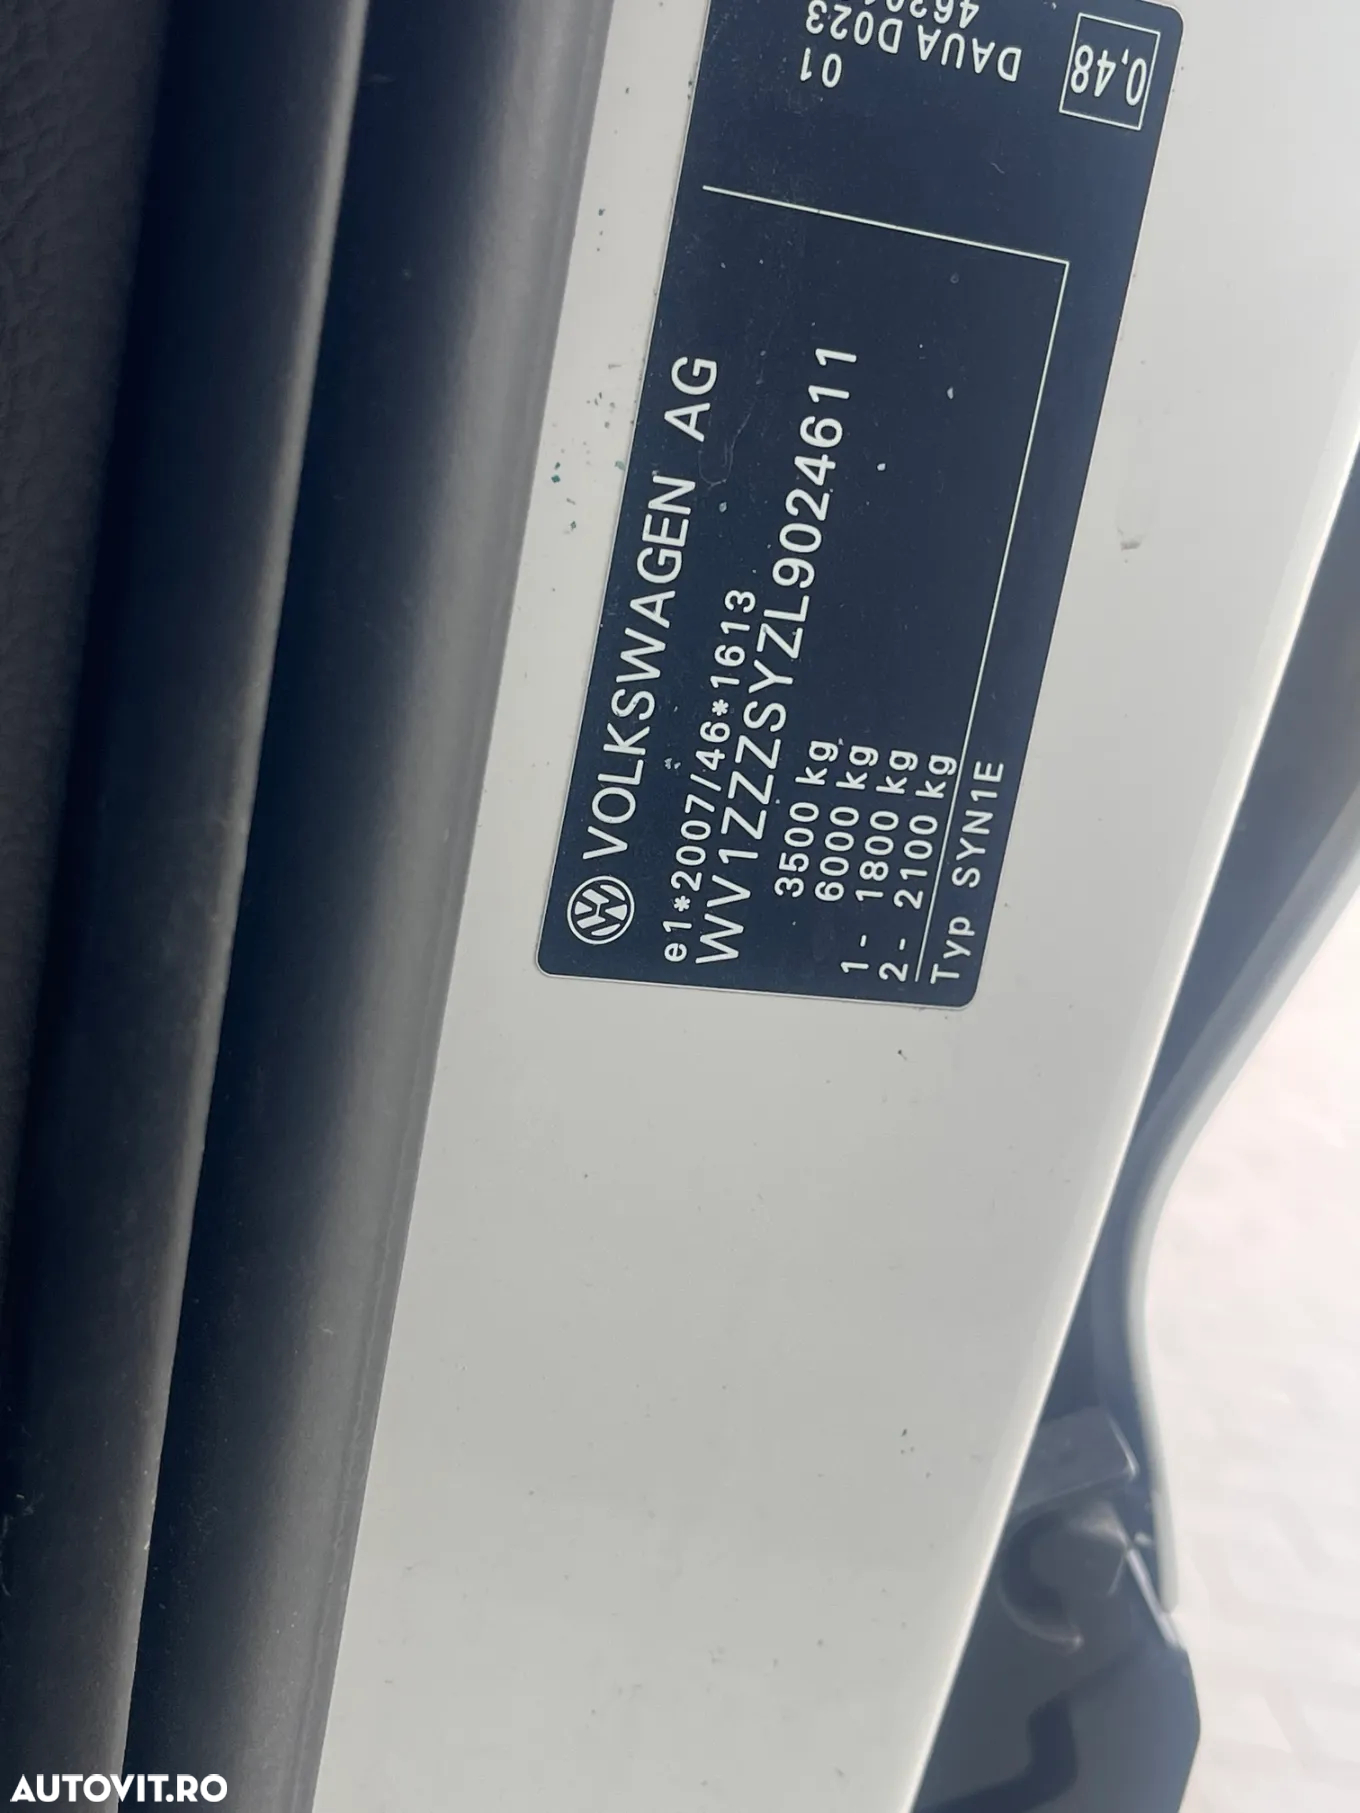 VOLKSWAGEN AG
e1*2007/46*1613
WV1ZZZSYZL9024611
3500 kg
6000 kg
1- 1800 kg
2- 2100 kg
Typ SYN1E
0,48
DAUA D023
01
AUTOVIT.RO